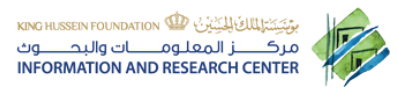 KING HUSSEIN FOUNDATION مؤسسة الملك الحسين
مركز المعلومات والبحوث
INFORMATION AND RESEARCH CENTER